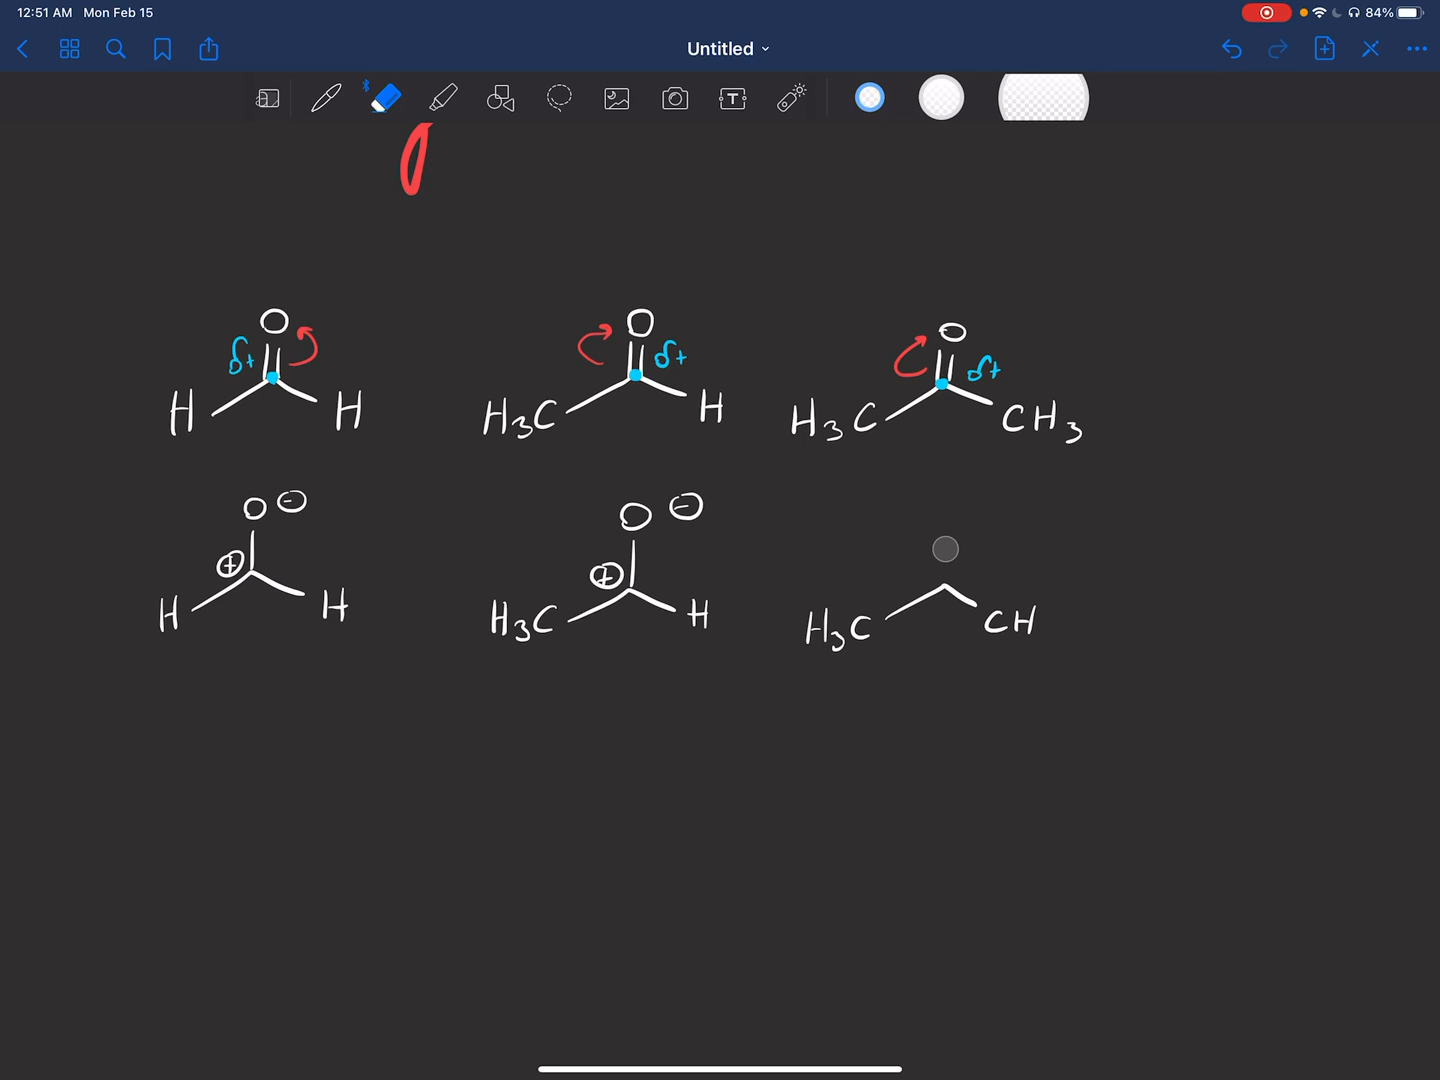 12:51 AM Mon Feb 15
84%
Untitled
T
O O O
δ+ δ+ δ+
H H H₃C H H₃C CH₃
O ⊖ O ⊖
⊕ ⊕
H H H₃C H H₃C CH